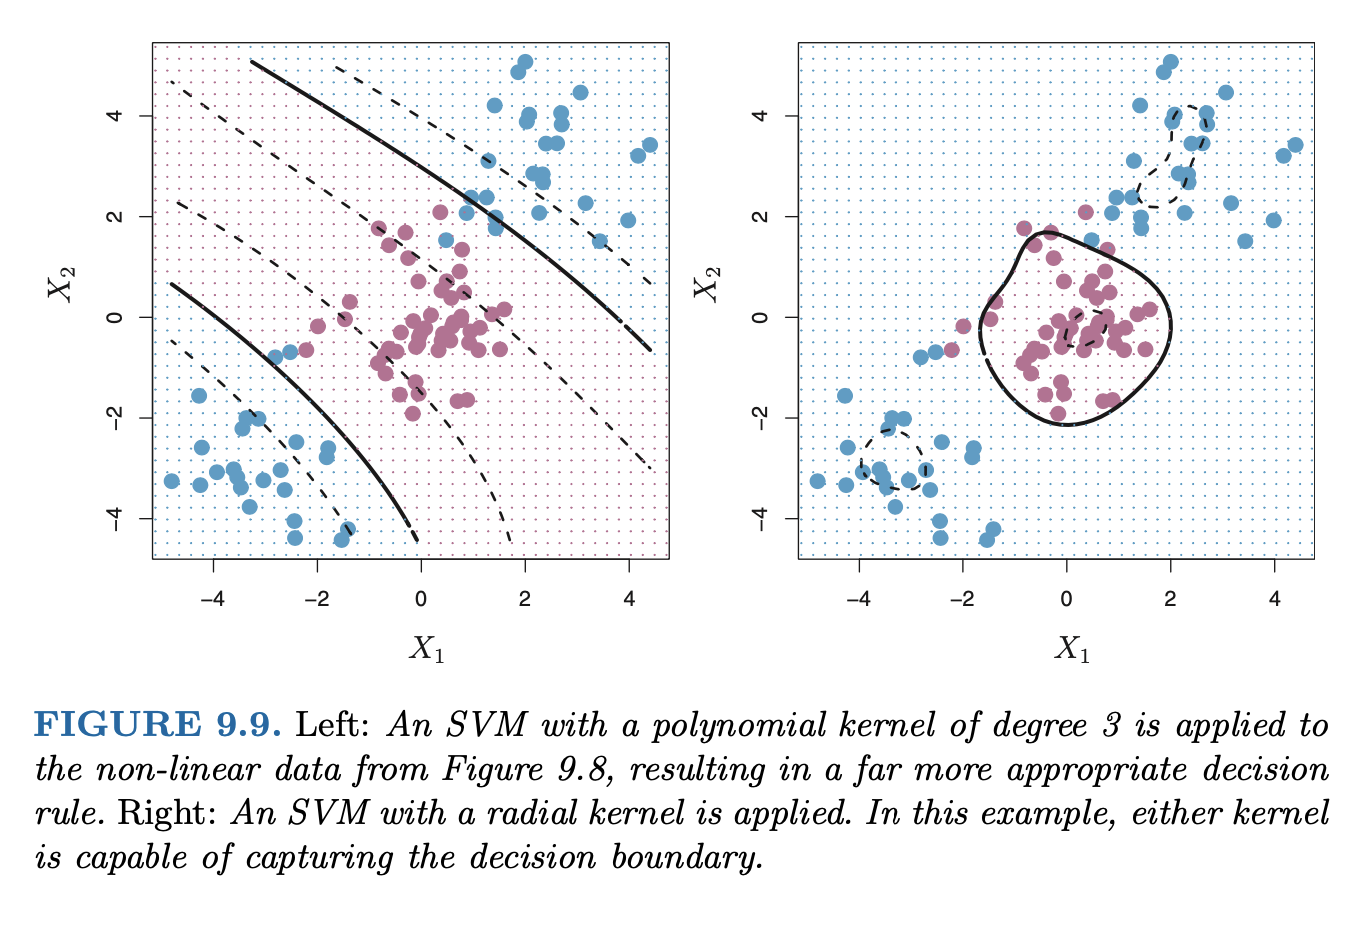 4
2
0
−2
−4
X2
−4
−2
0
2
4
X1
4
2
0
−2
−4
X2
−4
−2
0
2
4
X1
FIGURE 9.9. Left: An SVM with a polynomial kernel of degree 3 is applied to
the non-linear data from Figure 9.8, resulting in a far more appropriate decision
rule. Right: An SVM with a radial kernel is applied. In this example, either kernel
is capable of capturing the decision boundary.